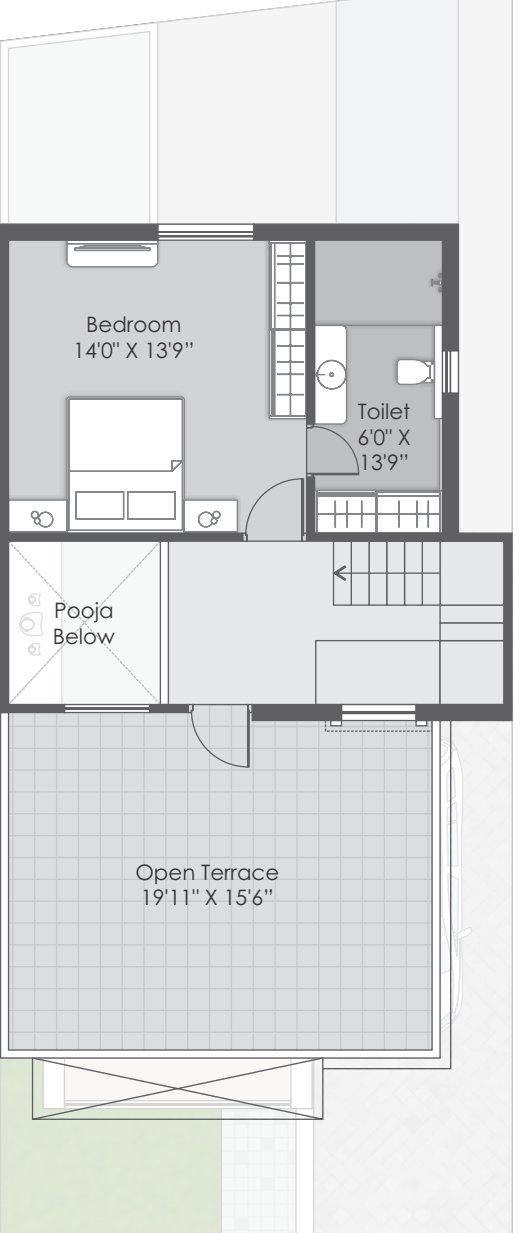 Bedroom
14'0" X 13'9”
Toilet
6'0" X
13'9”
Pooja
Below
Open Terrace
19'11" X 15'6”